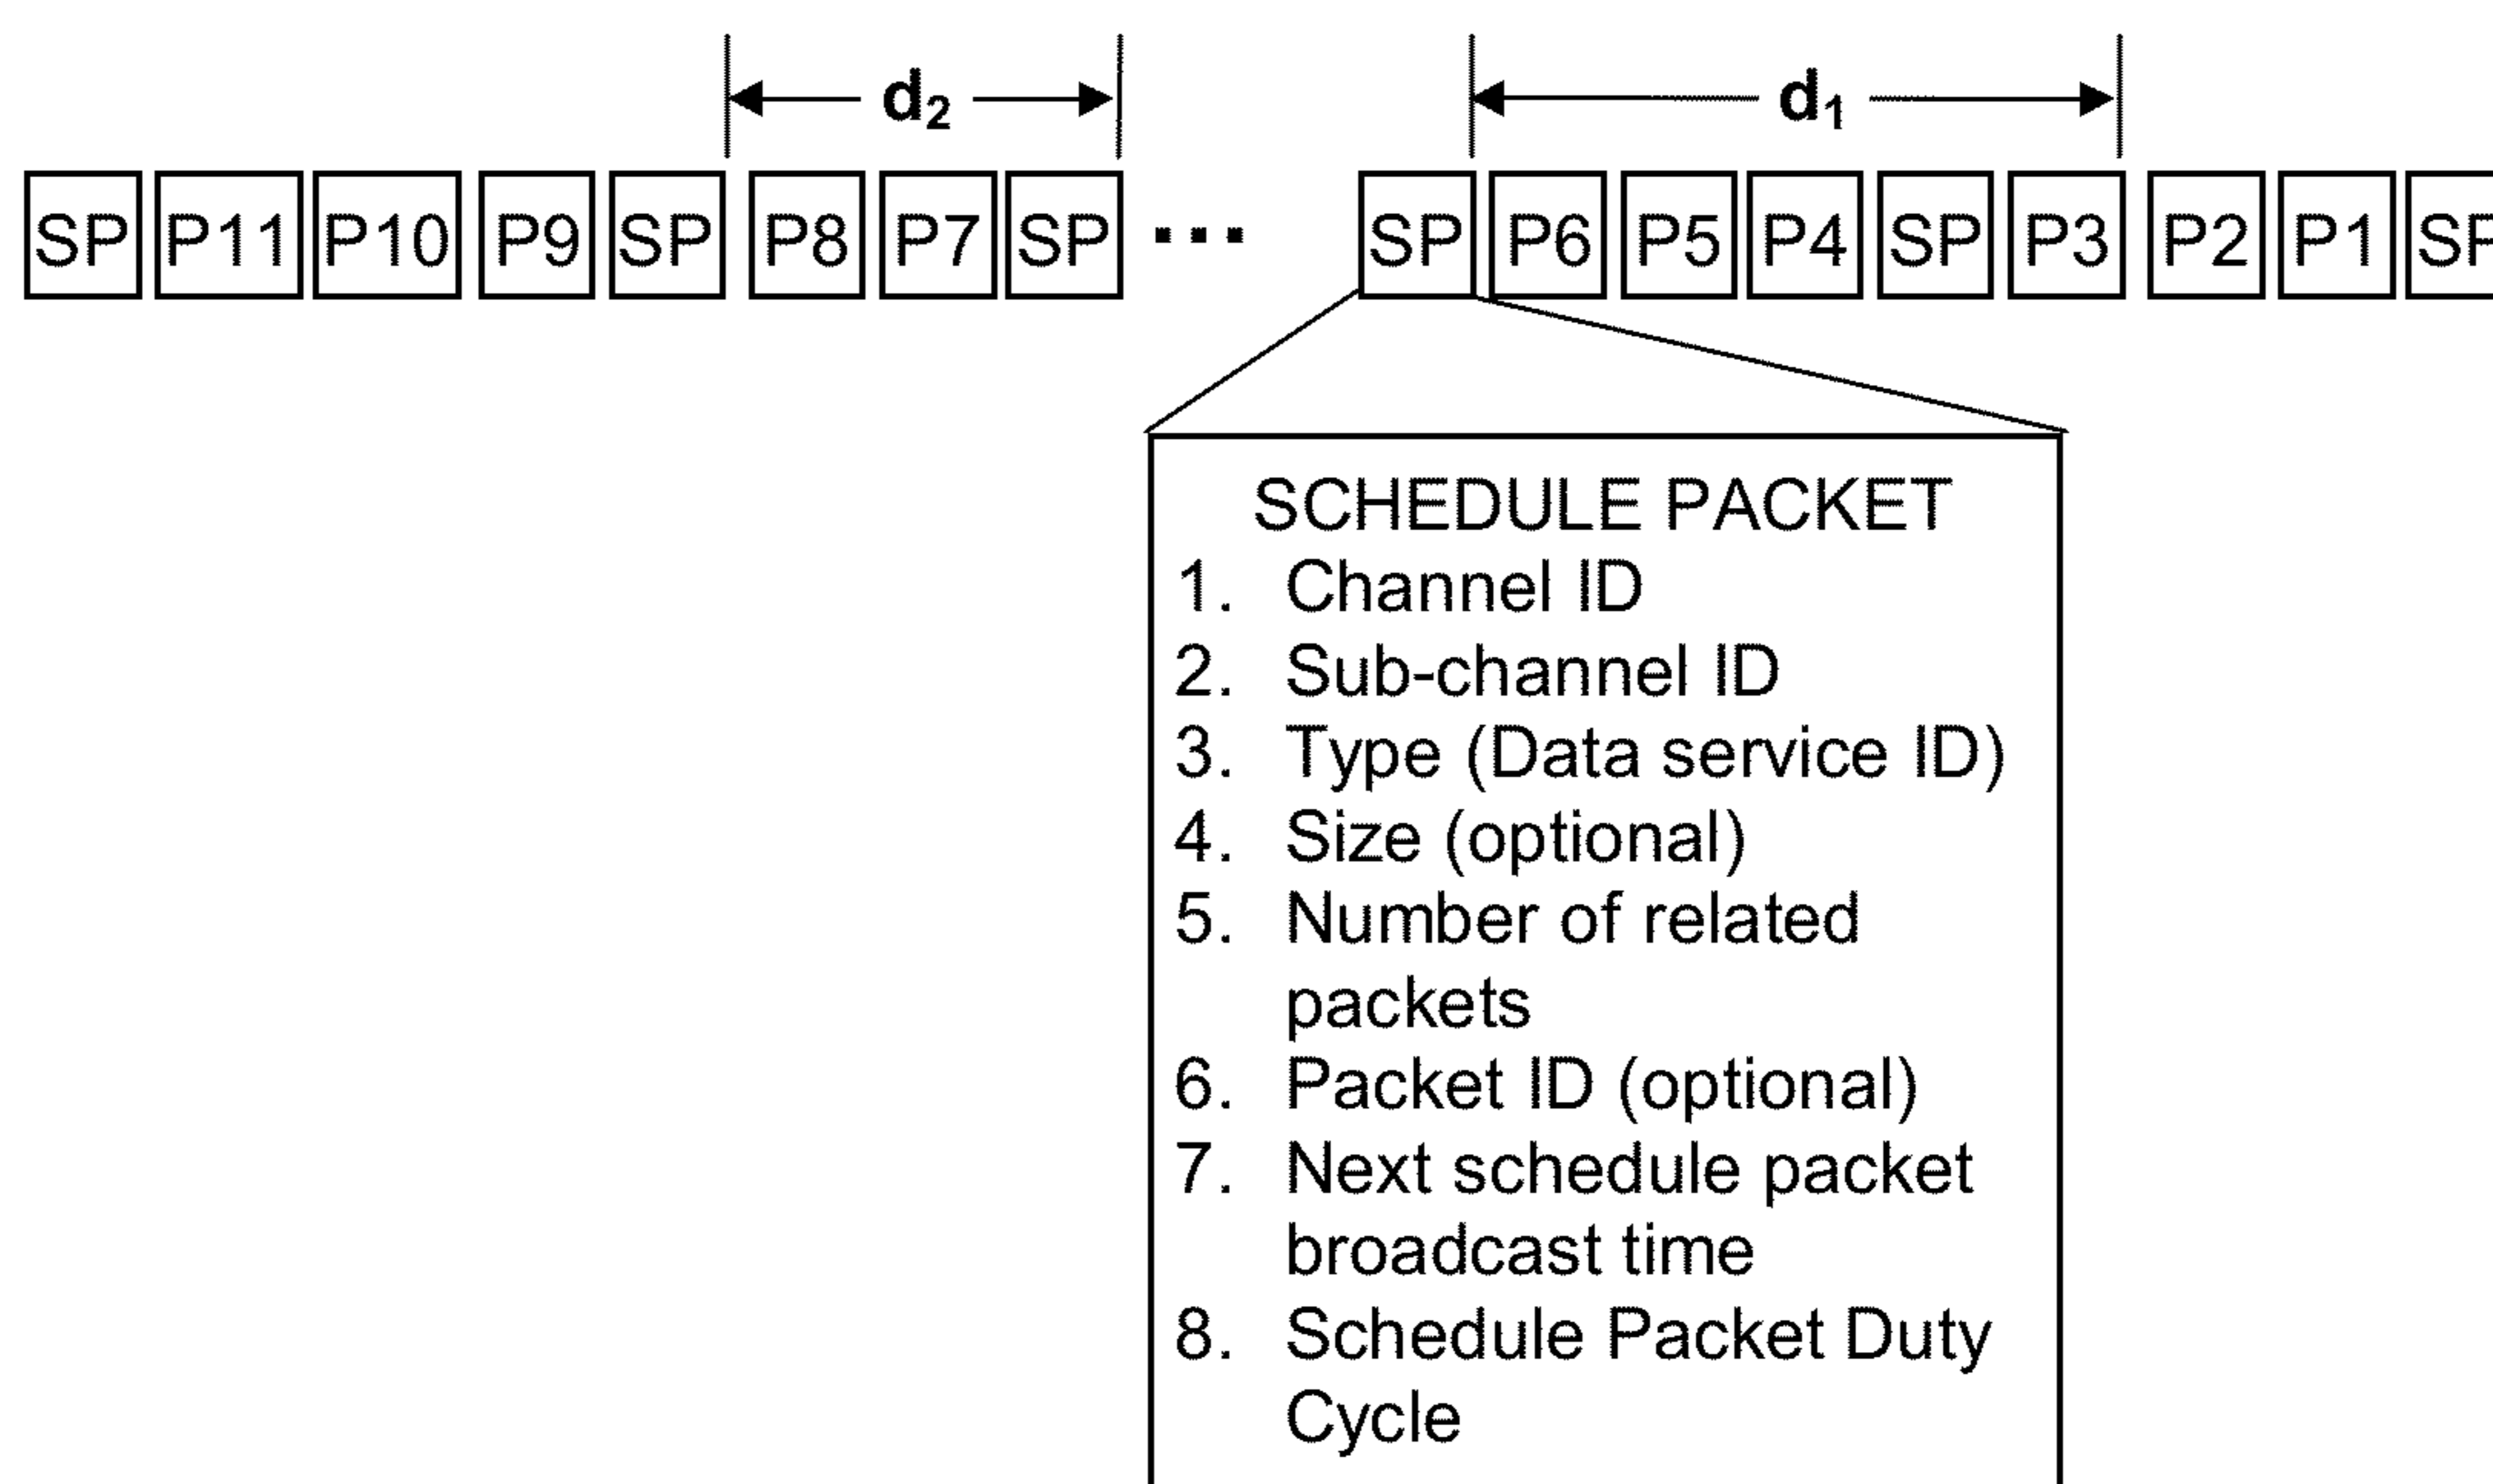 d2 d1
SP P11 P10 P9 SP P8 P7 SP ... SP P6 P5 P4 SP P3 P2 P1 SP
SCHEDULE PACKET
1. Channel ID
2. Sub-channel ID
3. Type (Data service ID)
4. Size (optional)
5. Number of related
packets
6. Packet ID (optional)
7. Next schedule packet
broadcast time
8. Schedule Packet Duty
Cycle